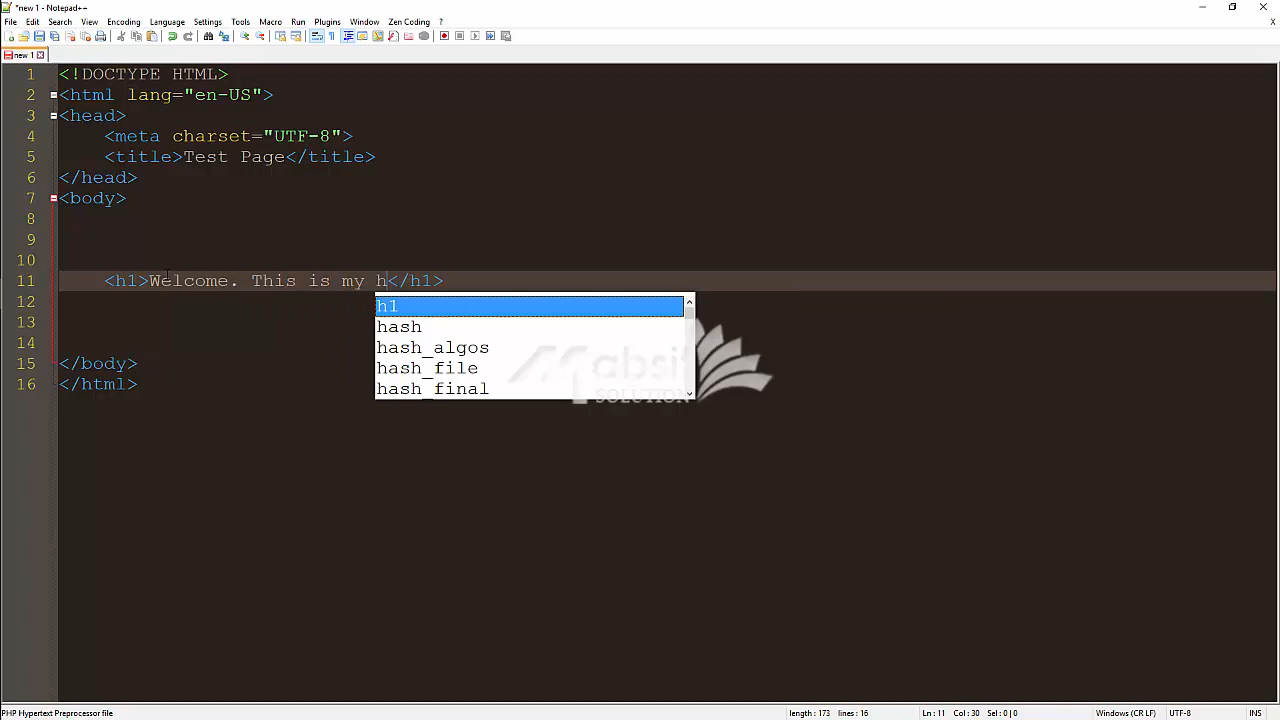 *new 1 - Notepad++
File Edit Search View Encoding Language Settings Tools Macro Run Plugins Window Zen Coding ? X
new 1
1 <!DOCTYPE HTML>
2 <html lang="en-US">
3 <head>
4 <meta charset="UTF-8">
5 <title>Test Page</title>
6 </head>
7 <body>
8
9
10
11 <h1>Welcome. This is my h</h1>
12 h1
hash
13
14 hash_algos
15 </body> hash_file
16 </html> hash_final
absi
SOLUTION
PHP Hypertext Preprocessor file length : 173 lines : 16 Ln : 11 Col : 30 Sel : 0 | 0 Windows (CR LF) UTF-8 INS